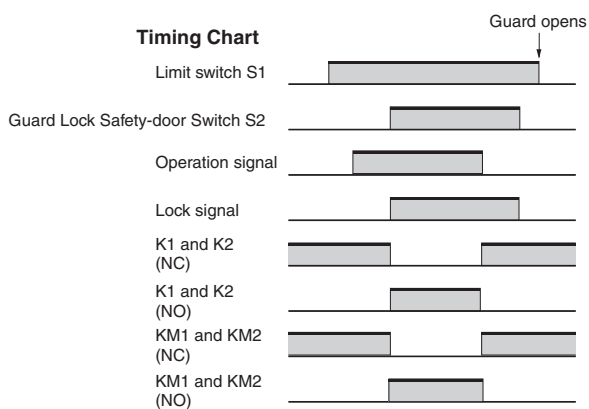 Guard opens
Timing Chart
Limit switch S1
Guard Lock Safety-door Switch S2
Operation signal
Lock signal
K1 and K2
(NC)
K1 and K2
(NO)
KM1 and KM2
(NC)
KM1 and KM2
(NO)